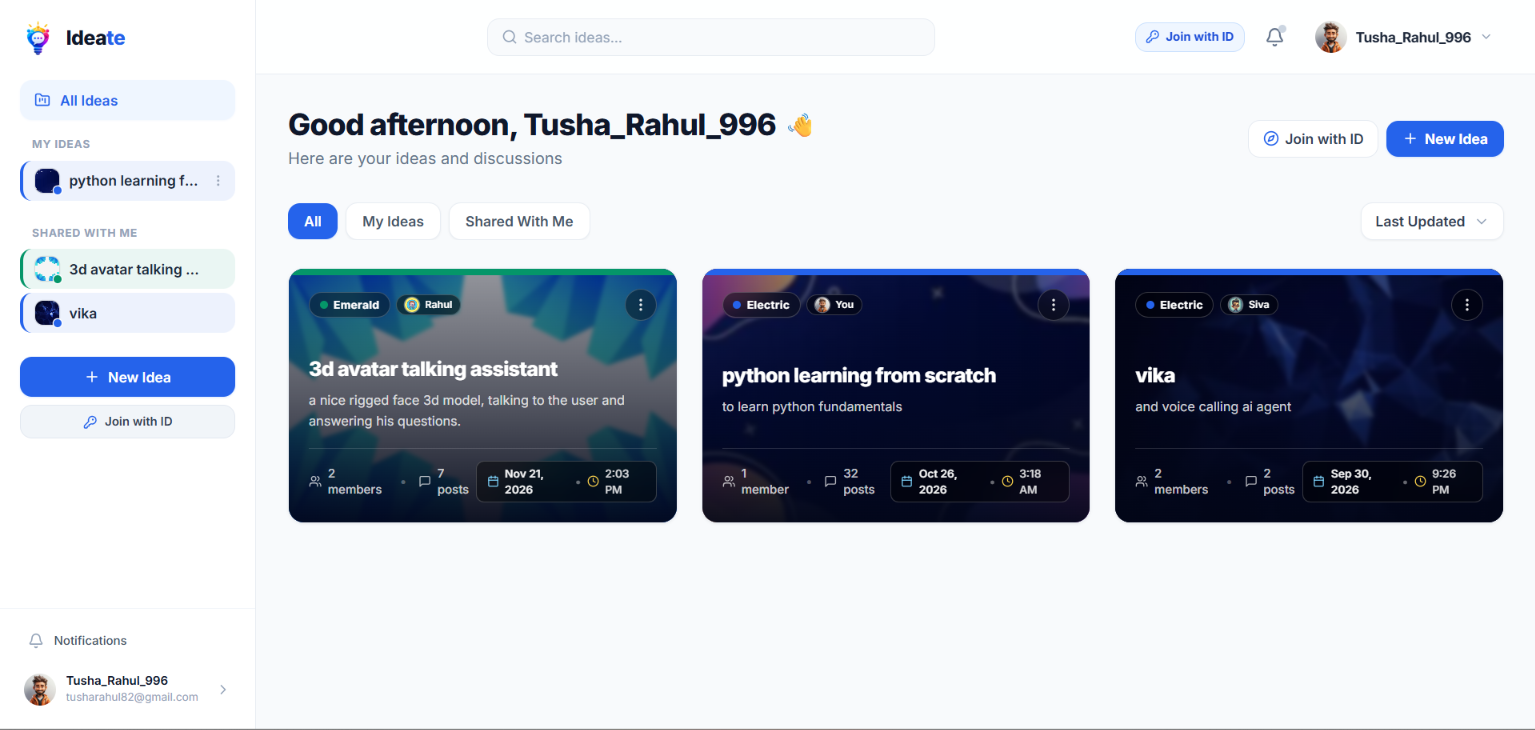 Ideate
Search ideas...
Join with ID
Tusha_Rahul_996
All Ideas
MY IDEAS
python learning f...
SHARED WITH ME
3d avatar talking ...
vika
+ New Idea
Join with ID
Notifications
Tusha_Rahul_996
tusharahul82@gmail.com
Good afternoon, Tusha_Rahul_996 👋
Here are your ideas and discussions
Join with ID
+ New Idea
All
My Ideas
Shared With Me
Last Updated
Emerald
Rahul
3d avatar talking assistant
a nice rigged face 3d model, talking to the user and
answering his questions.
2
members
7
posts
Nov 21,
2026
2:03
PM
Electric
You
python learning from scratch
to learn python fundamentals
1
member
32
posts
Oct 26,
2026
3:18
AM
Electric
Siva
vika
and voice calling ai agent
2
members
2
posts
Sep 30,
2026
9:26
PM